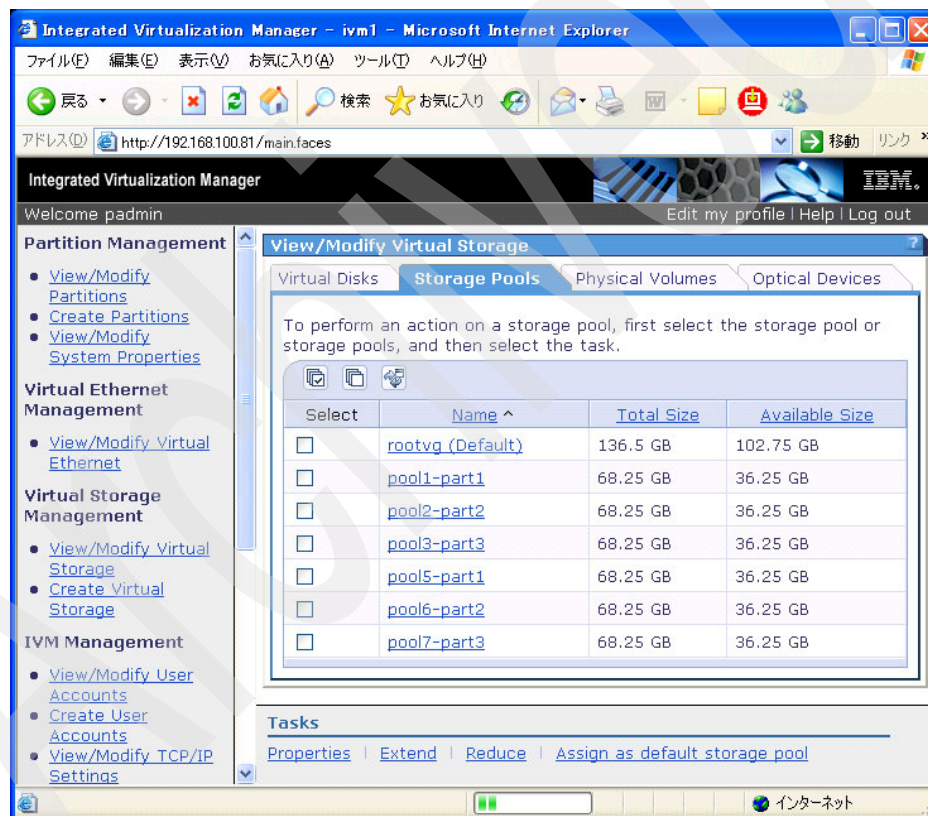 Integrated Virtualization Manager - ivm1 - Microsoft Internet Explorer
ファイル(F) 編集(E) 表示(V) お気に入り(A) ツール(T) ヘルプ(H)
戻る 検索 お気に入り
アドレス(D) http://192.168.100.81/main.faces 移動 リンク »
Integrated Virtualization Manager IBM.
Welcome padmin Edit my profile | Help | Log out
Partition Management
View/Modify
Partitions
Create Partitions
View/Modify
System Properties
Virtual Ethernet
Management
View/Modify Virtual
Ethernet
Virtual Storage
Management
View/Modify Virtual
Storage
Create Virtual
Storage
IVM Management
View/Modify User
Accounts
Create User
Accounts
View/Modify TCP/IP
Settings
View/Modify Virtual Storage ?
Virtual Disks Storage Pools Physical Volumes Optical Devices
To perform an action on a storage pool, first select the storage pool or
storage pools, and then select the task.
Select Name ^ Total Size Available Size
rootvg (Default) 136.5 GB 102.75 GB
pool1-part1 68.25 GB 36.25 GB
pool2-part2 68.25 GB 36.25 GB
pool3-part3 68.25 GB 36.25 GB
pool5-part1 68.25 GB 36.25 GB
pool6-part2 68.25 GB 36.25 GB
pool7-part3 68.25 GB 36.25 GB
Tasks
Properties | Extend | Reduce | Assign as default storage pool
インターネット